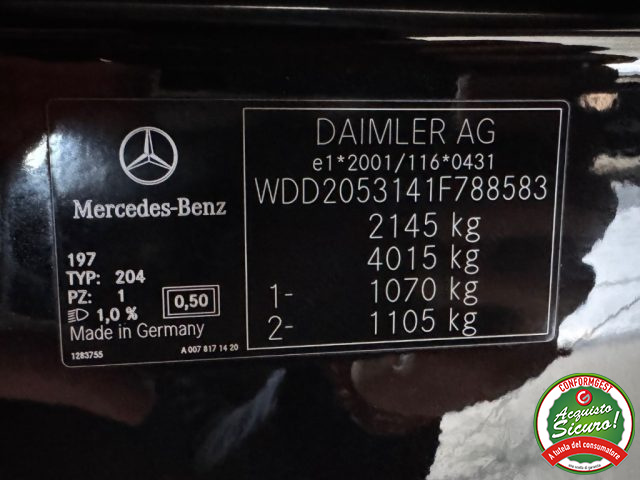 DAIMLER AG
e1*2001/116*0431
WDD2053141F788583
2145 kg
4015 kg
1- 1070 kg
2- 1105 kg
Mercedes-Benz
197
TYP: 204
PZ: 1
0,50
1,0 %
Made in Germany
1283755
A 007 817 14 20
CONFORMGEST
Acquisto
Sicuro!
A tutela del consumatore